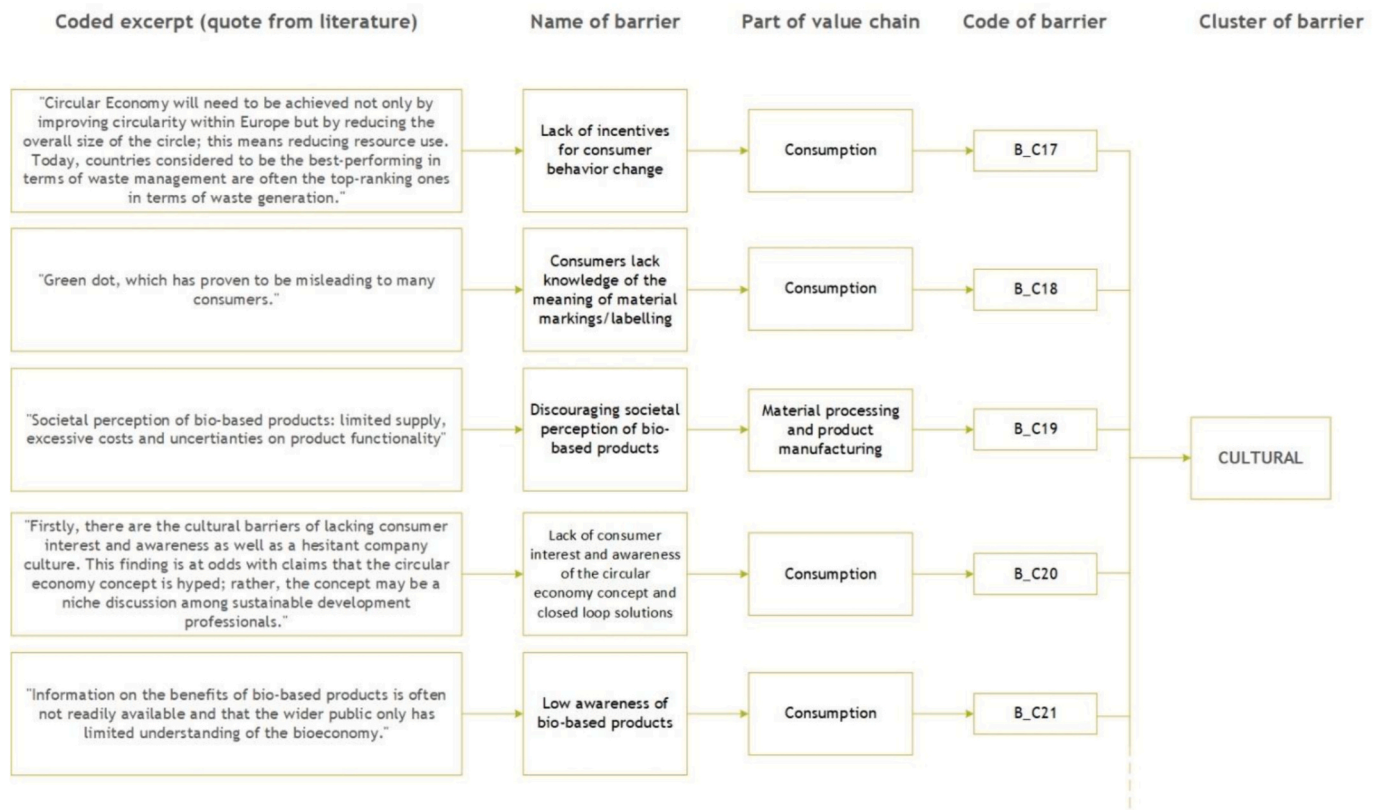 Coded excerpt (quote from literature)
Name of barrier
Part of value chain
Code of barrier
Cluster of barrier
"Circular Economy will need to be achieved not only by
improving circularity within Europe but by reducing the
overall size of the circle; this means reducing resource use.
Today, countries considered to be the best-performing in
terms of waste management are often the top-ranking ones
in terms of waste generation."
Lack of incentives
for consumer
behavior change
Consumption
B_C17
"Green dot, which has proven to be misleading to many
consumers."
Consumers lack
knowledge of the
meaning of material
markings/labelling
Consumption
B_C18
"Societal perception of bio-based products: limited supply,
excessive costs and uncertianties on product functionality"
Discouraging societal
perception of bio-
based products
Material processing
and product
manufacturing
B_C19
CULTURAL
"Firstly, there are the cultural barriers of lacking consumer
interest and awareness as well as a hesitant company
culture. This finding is at odds with claims that the circular
economy concept is hyped; rather, the concept may be a
niche discussion among sustainable development
professionals."
Lack of consumer
interest and awareness
of the circular
economy concept and
closed loop solutions
Consumption
B_C20
"Information on the benefits of bio-based products is often
not readily available and that the wider public only has
limited understanding of the bioeconomy."
Low awareness of
bio-based products
Consumption
B_C21